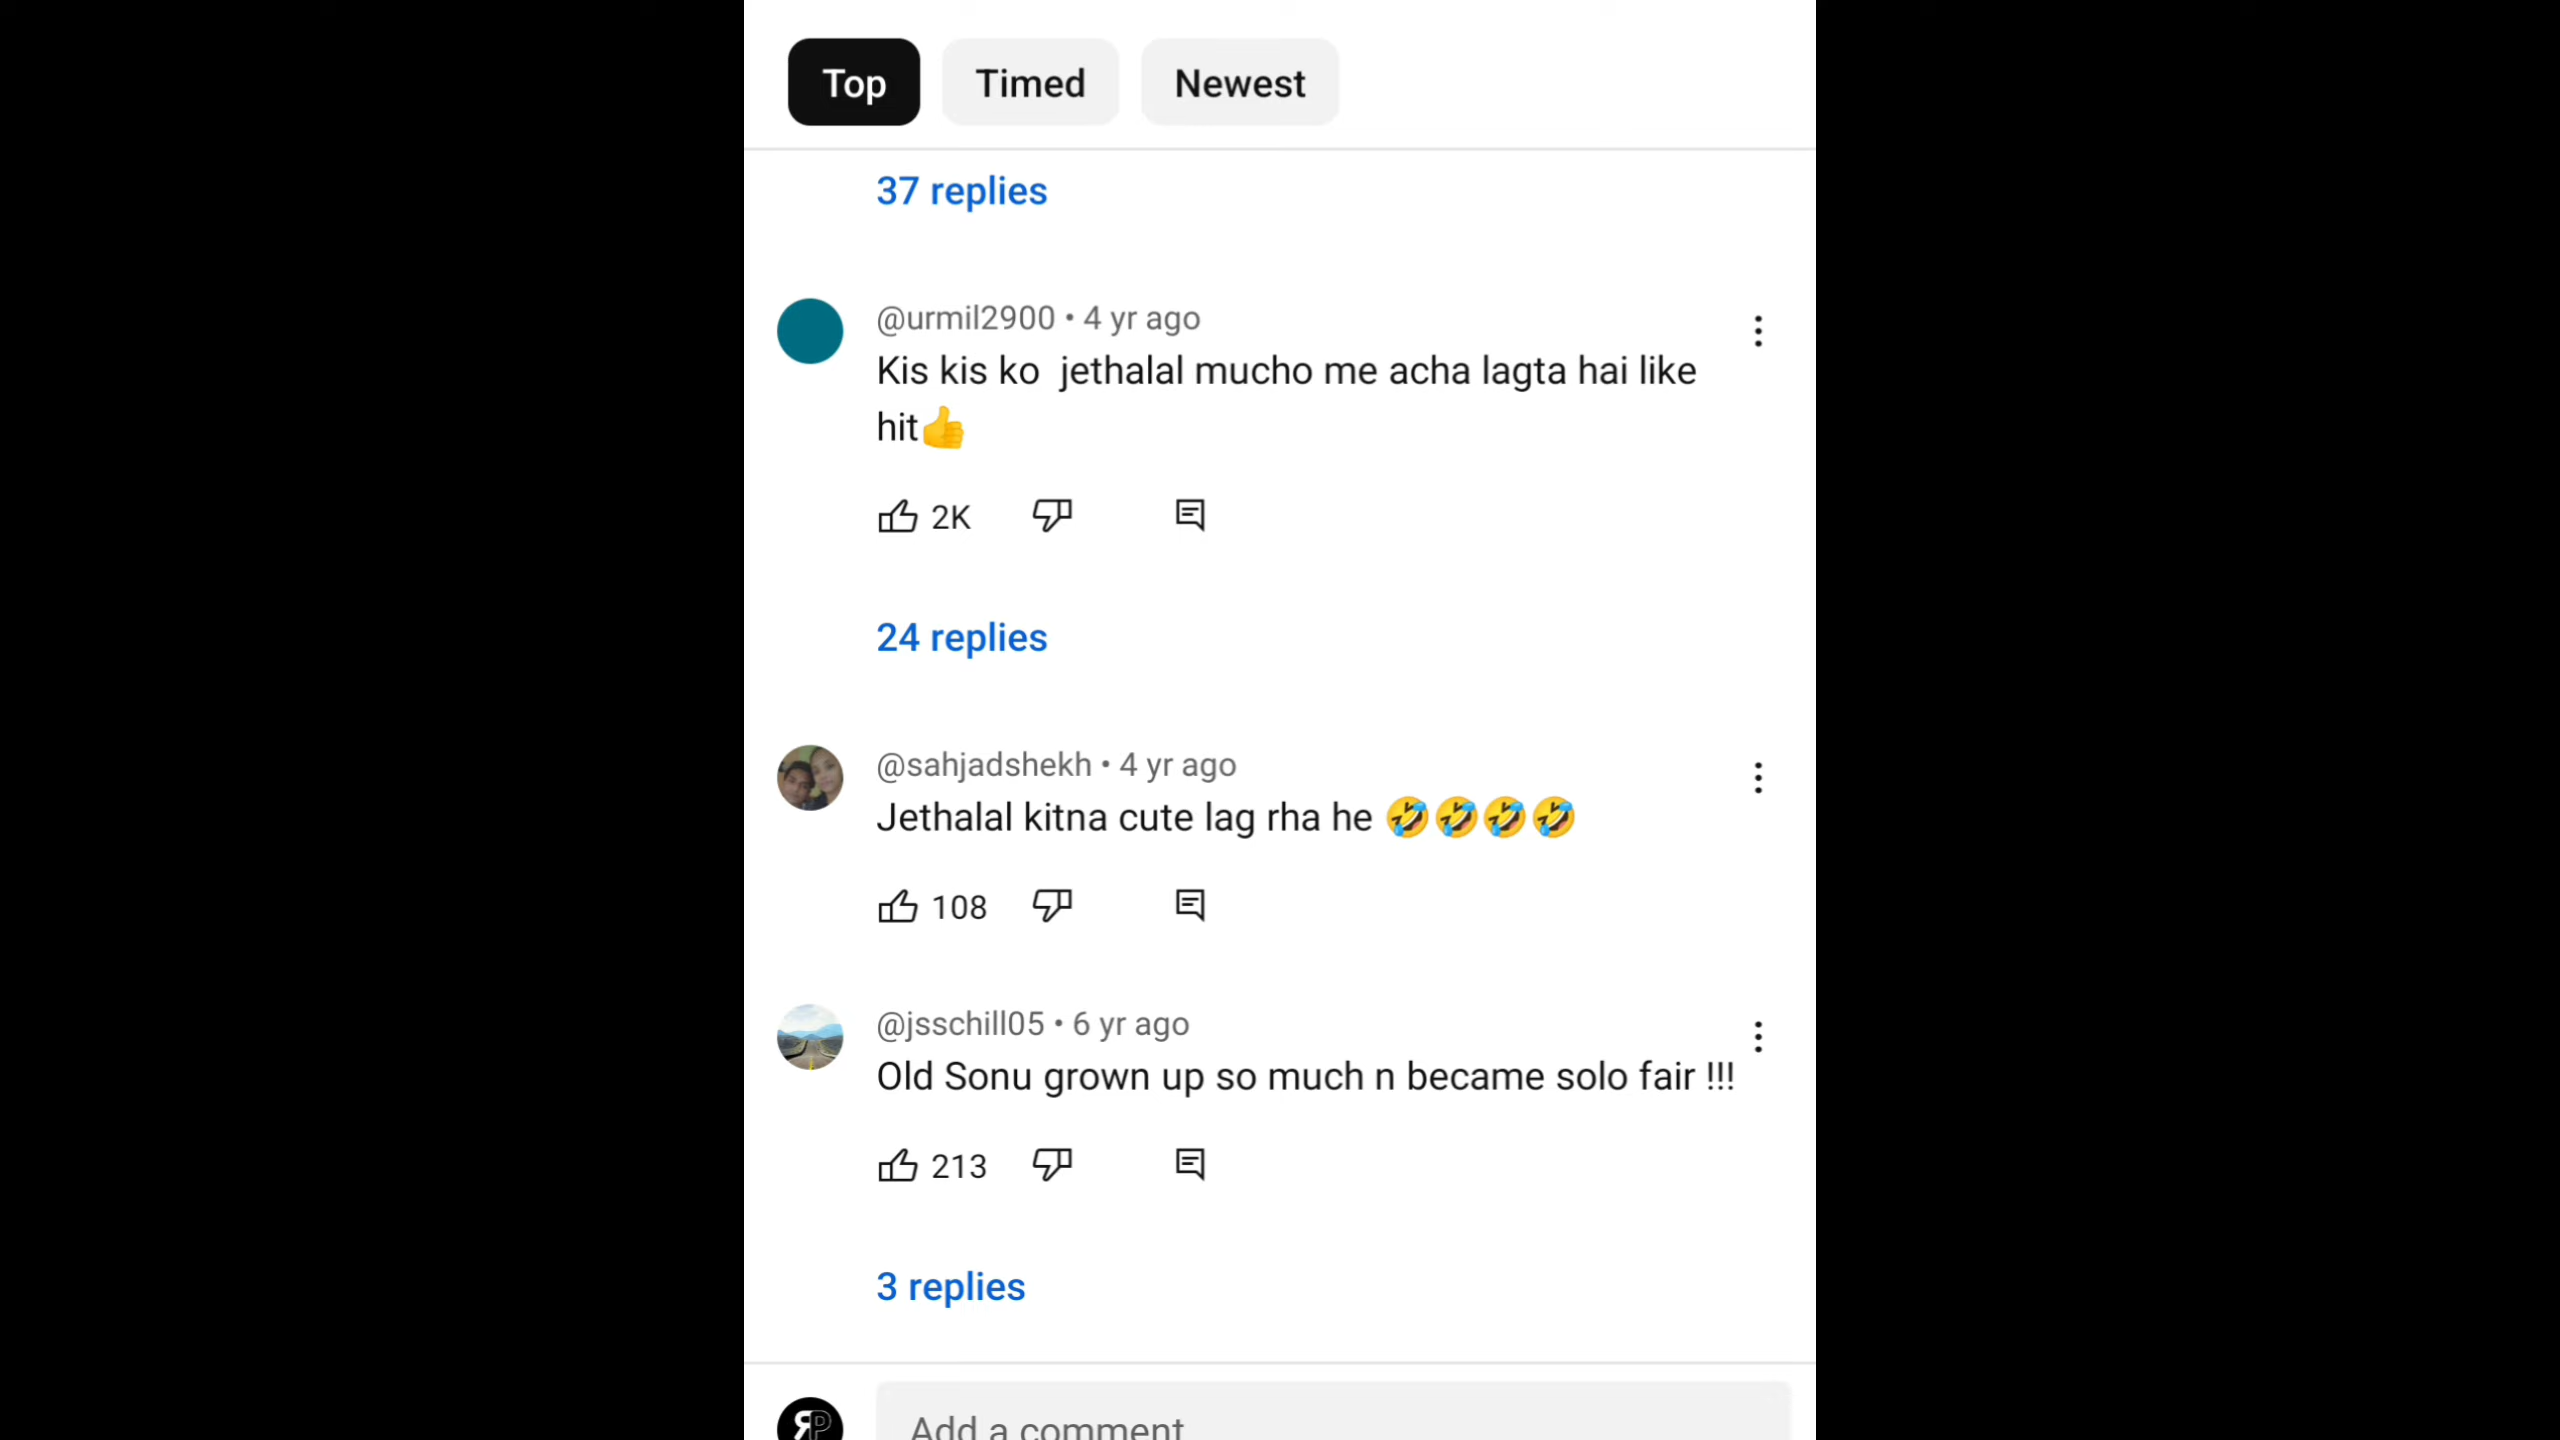 Top Timed Newest
37 replies
@urmil2900 • 4 yr ago
Kis kis ko  jethalal mucho me acha lagta hai like
hit👍
2K
24 replies
@sahjadshekh • 4 yr ago
Jethalal kitna cute lag rha he 🤣🤣🤣🤣
108
@jsschill05 • 6 yr ago
Old Sonu grown up so much n became solo fair !!!
213
3 replies
RP
Add a comment